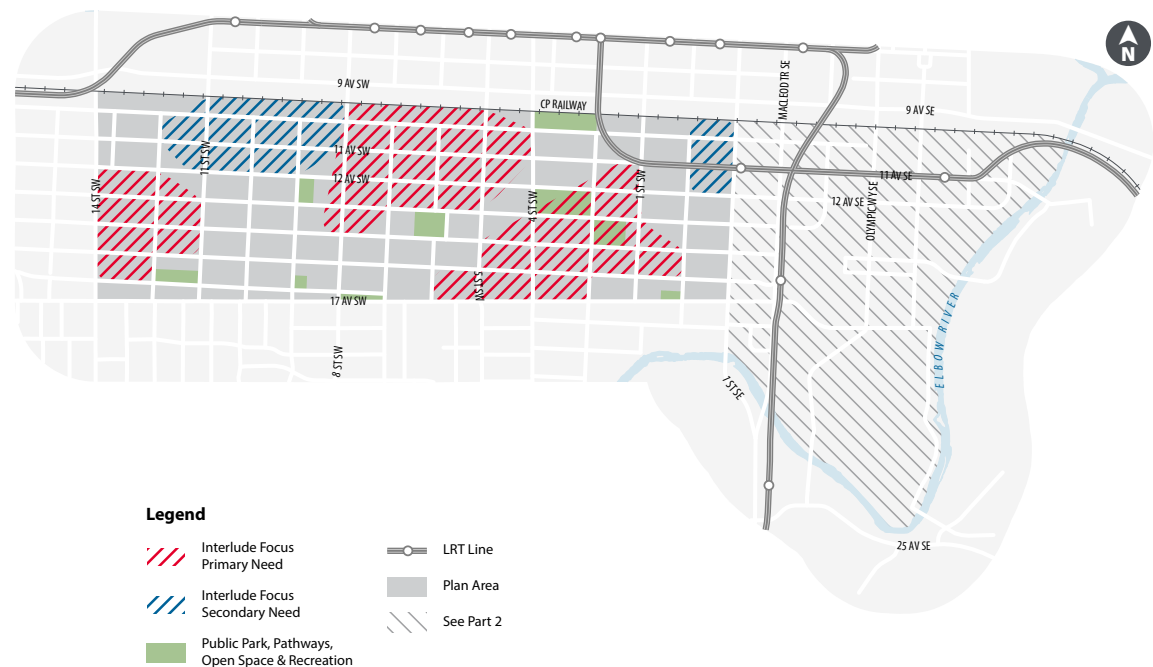 N
9 AV SW
CP RAILWAY
MACLEOD TR SE
9 AV SE
11 AV SW
11 ST SW
12 AV SW
14 ST SW
4 ST SW
1 ST SW
11 AV SE
12 AV SE
OLYMPIC WY SE
5 ST SW
17 AV SW
8 ST SW
7 ST SE
ELBOW RIVER
25 AV SE
Legend
Interlude Focus
Primary Need
Interlude Focus
Secondary Need
Public Park, Pathways,
Open Space & Recreation
LRT Line
Plan Area
See Part 2